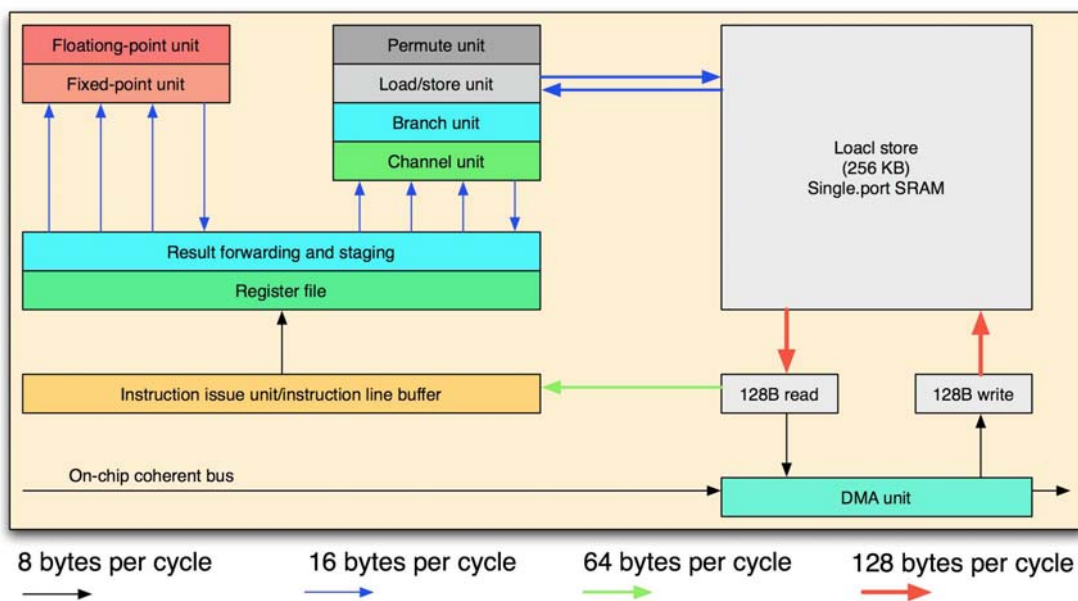 Floationg-point unit
Fixed-point unit
Permute unit
Load/store unit
Branch unit
Channel unit
Loacl store
(256 KB)
Single.port SRAM
Result forwarding and staging
Register file
Instruction issue unit/instruction line buffer
128B read
128B write
On-chip coherent bus
DMA unit
8 bytes per cycle
16 bytes per cycle
64 bytes per cycle
128 bytes per cycle